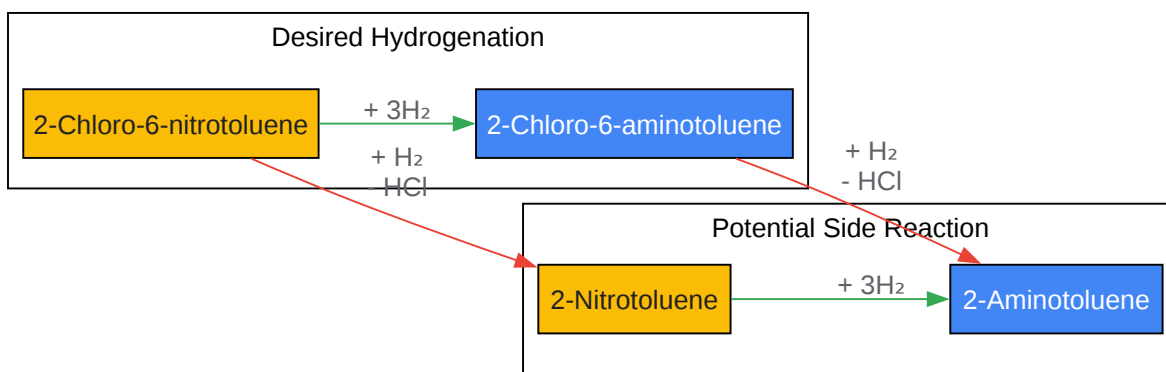 Desired Hydrogenation
2-Chloro-6-nitrotoluene
+ 3H₂
2-Chloro-6-aminotoluene
+ H₂
- HCl
+ H₂
- HCl
Potential Side Reaction
2-Nitrotoluene
+ 3H₂
2-Aminotoluene